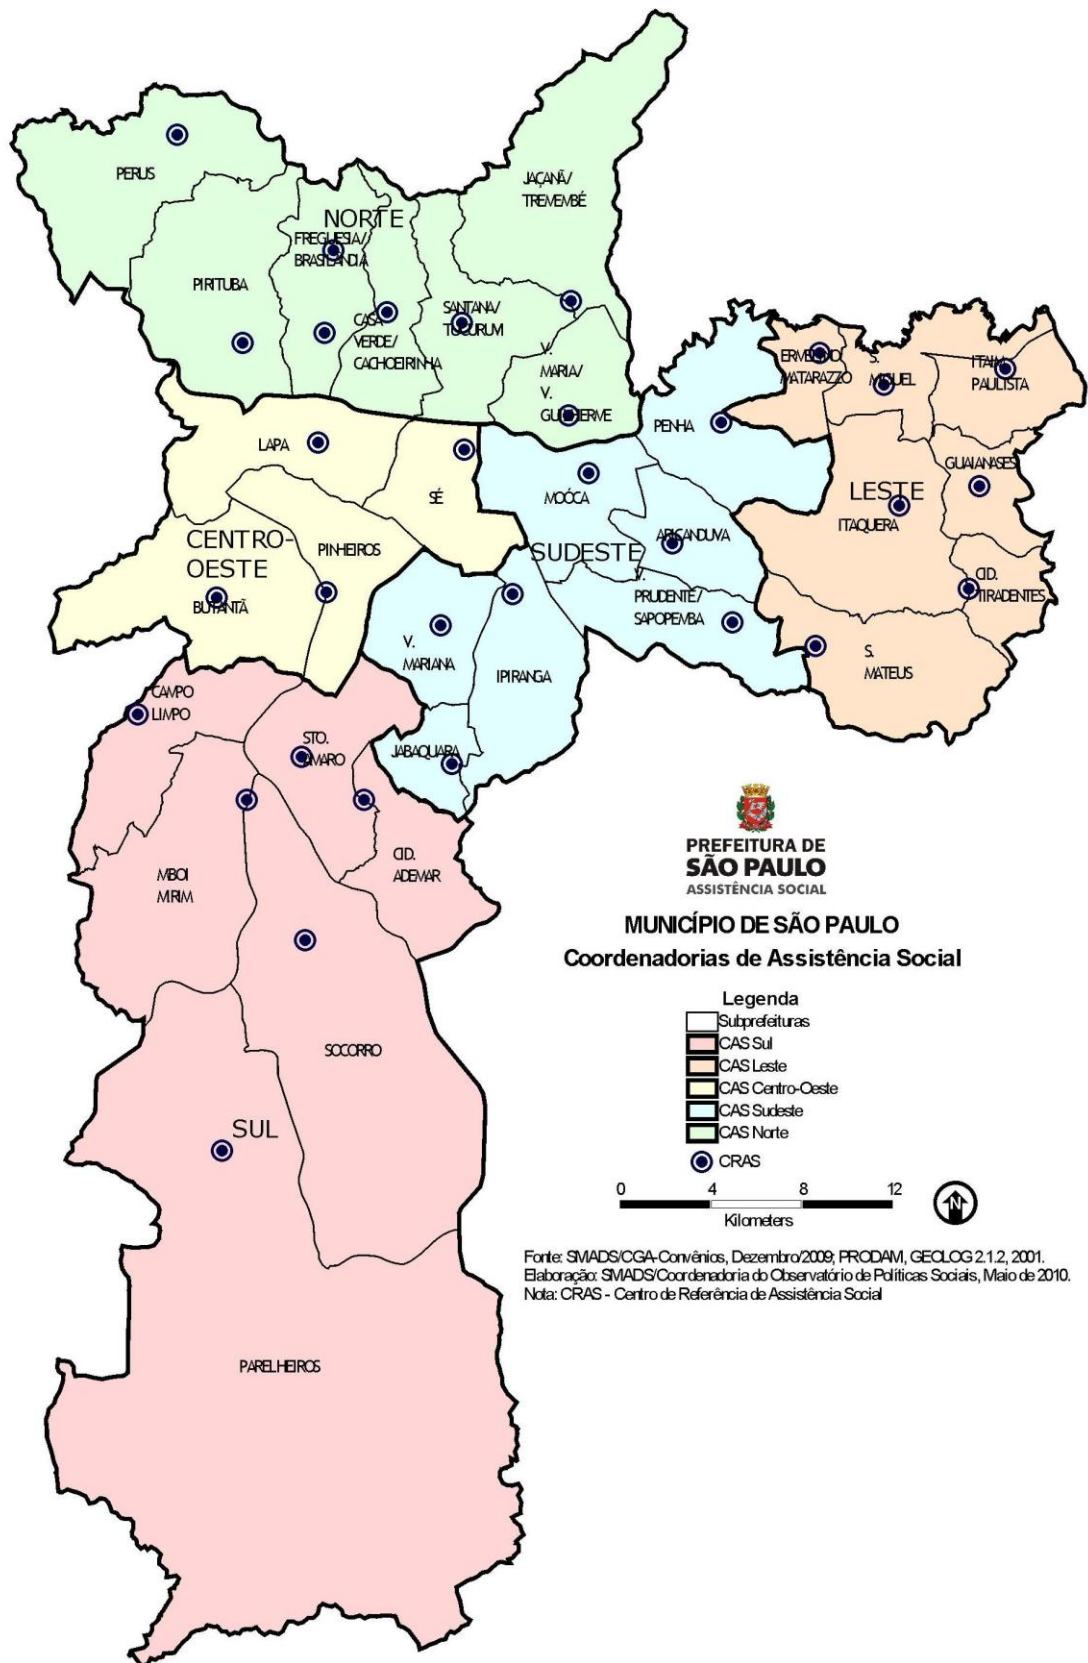 PERUS
JAÇANÃ/
TREMEMBÉ
NORTE
FREGUESIA/
BRASILANDIA
PIRITUBA
SANTANA/
TUCURUVI
CASA
VERDE/
CACHOEIRINHA
V.
MARIA/
V.
GUILHERME
ERMELINO
MATARAZZO
S.
MIGUEL
ITAIM
PAULISTA
PENHA
LAPA
SÉ
MOÓCA
GUAIANASES
LESTE
ITAQUERA
CENTRO-
OESTE
PINHEIROS
BUTANTÃ
SUDESTE
ARICANDUVA
V.
PRUDENTE/
SAPOPEMBA
CID.
TIRADENTES
V.
MARIANA
IPIRANGA
S.
MATEUS
CAMPO
LIMPO
STO.
AMARO
JABAQUARA
MBOI
MIRIM
CID.
ADEMAR
SOCORRO
SUL
PARELHEIROS
PREFEITURA DE
SÃO PAULO
ASSISTÊNCIA SOCIAL
MUNICÍPIO DE SÃO PAULO
Coordenadorias de Assistência Social
Legenda
Subprefeituras
CAS Sul
CAS Leste
CAS Centro-Oeste
CAS Sudeste
CAS Norte
CRAS
0 4 8 12
Kilometers
N
Fonte: SMADS/CGA-Convênios, Dezembro/2009; PRODAM, GEOLOG 2.1.2, 2001.
Elaboração: SMADS/Coordenadoria do Observatório de Políticas Sociais, Maio de 2010.
Nota: CRAS - Centro de Referência de Assistência Social